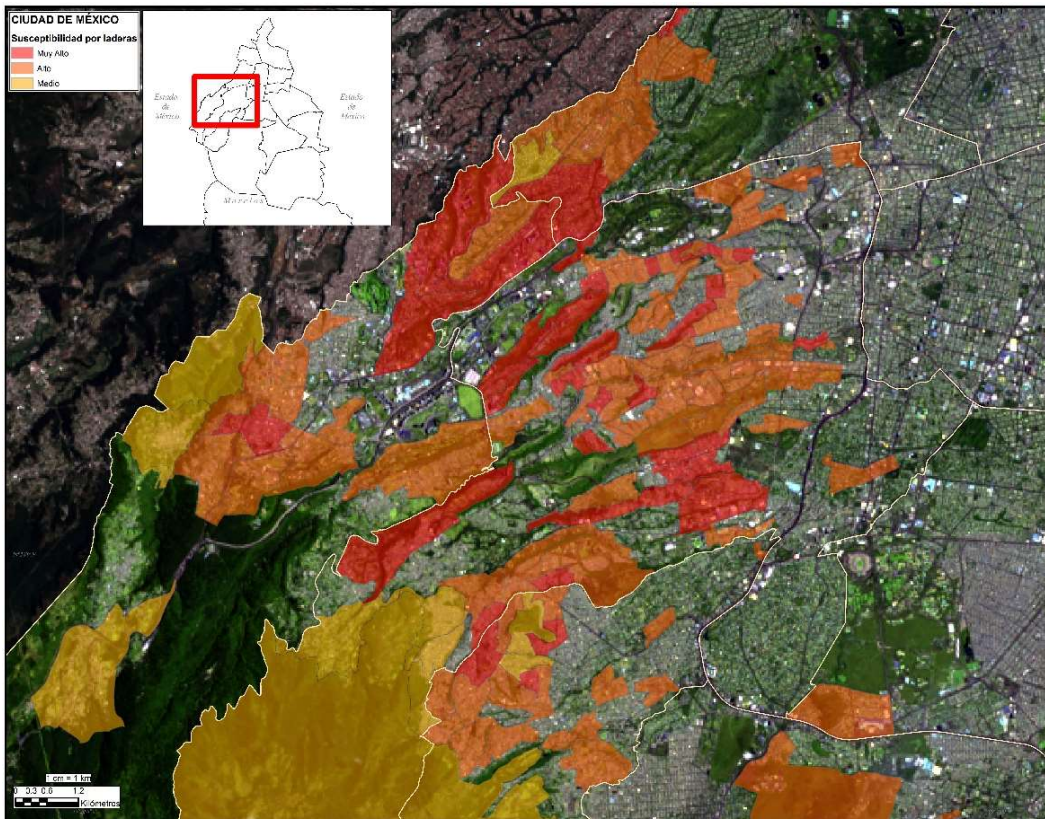 CIUDAD DE MÉXICO
Susceptibilidad por laderas
Muy Alto
Alto
Medio
Estado
de
México
Estado
de
México
Morelos
1 cm = 1 km
0 0.3 0.6 1.2
Kilómetros